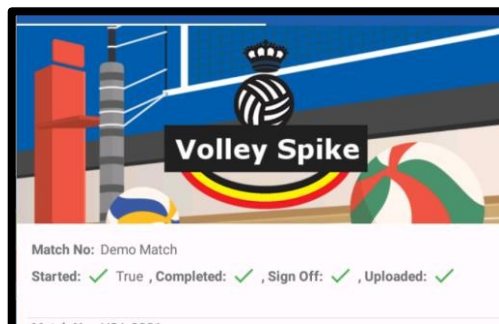 Volley Spike
Match No: Demo Match
Started: True , Completed: , Sign Off: , Uploaded: